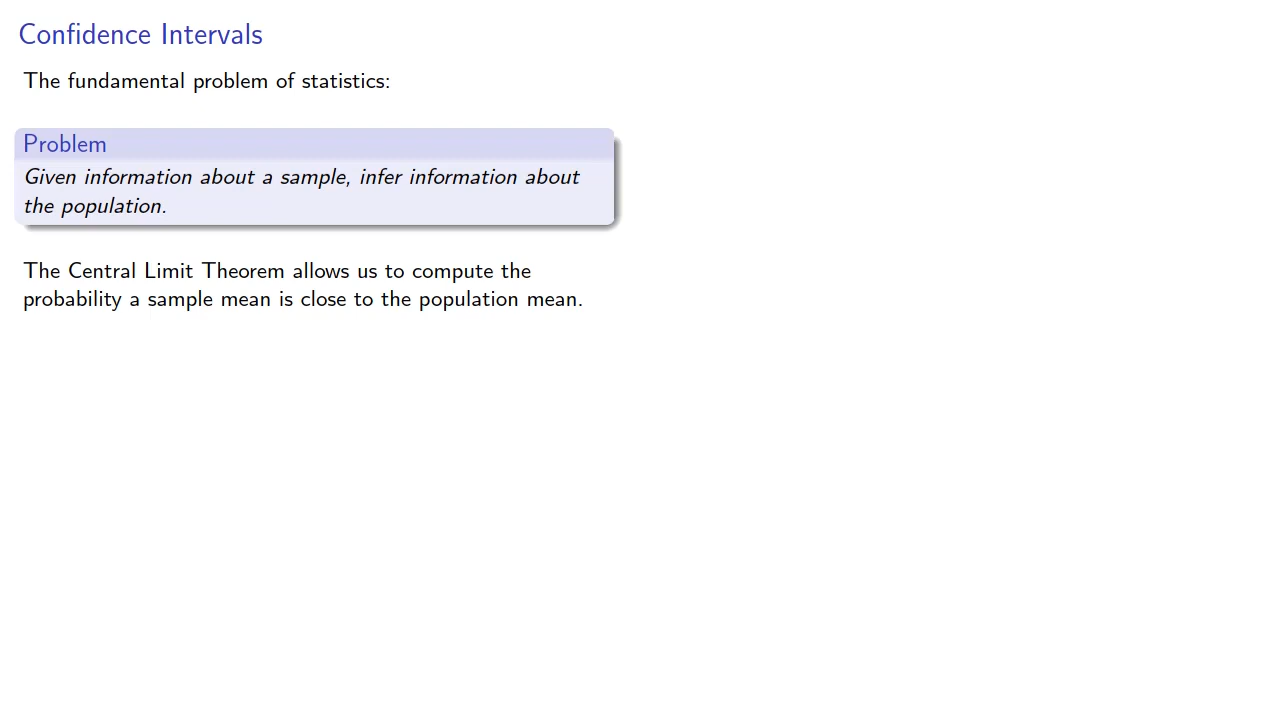 Confidence Intervals
The fundamental problem of statistics:
Problem
Given information about a sample, infer information about
the population.
The Central Limit Theorem allows us to compute the
probability a sample mean is close to the population mean.